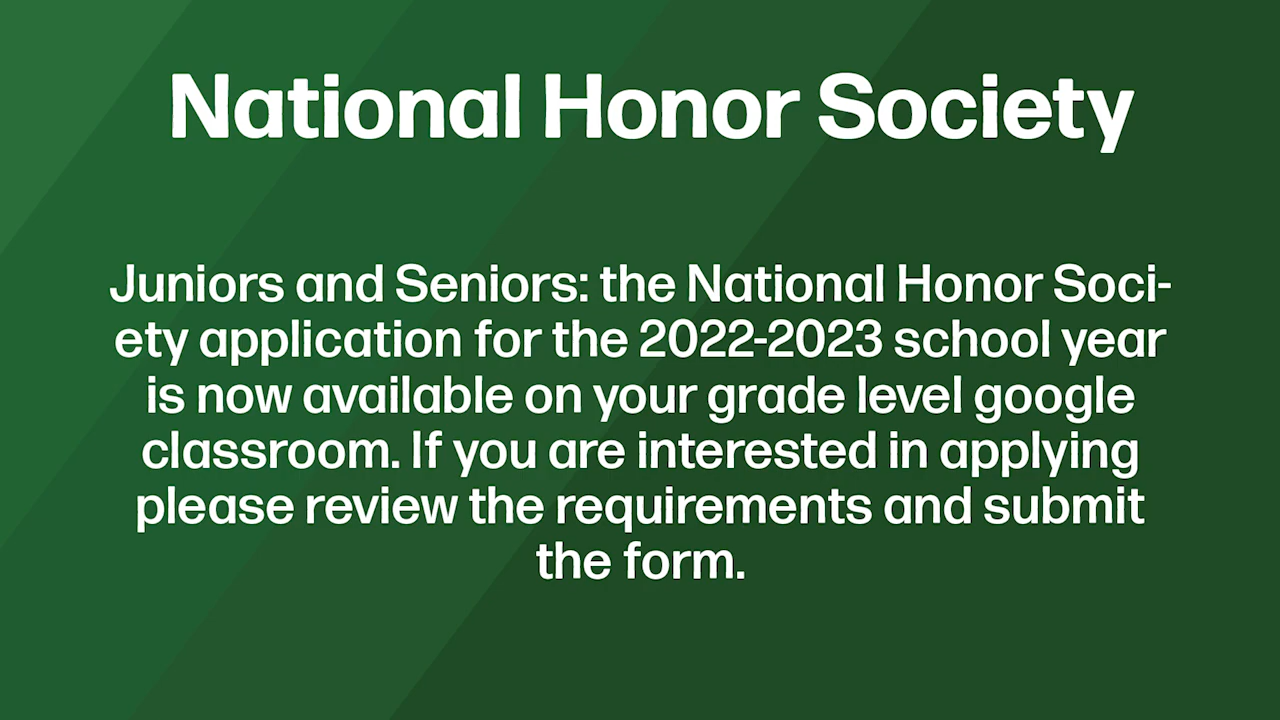 National Honor Society
Juniors and Seniors: the National Honor Soci-
ety application for the 2022-2023 school year
is now available on your grade level google
classroom. If you are interested in applying
please review the requirements and submit
the form.